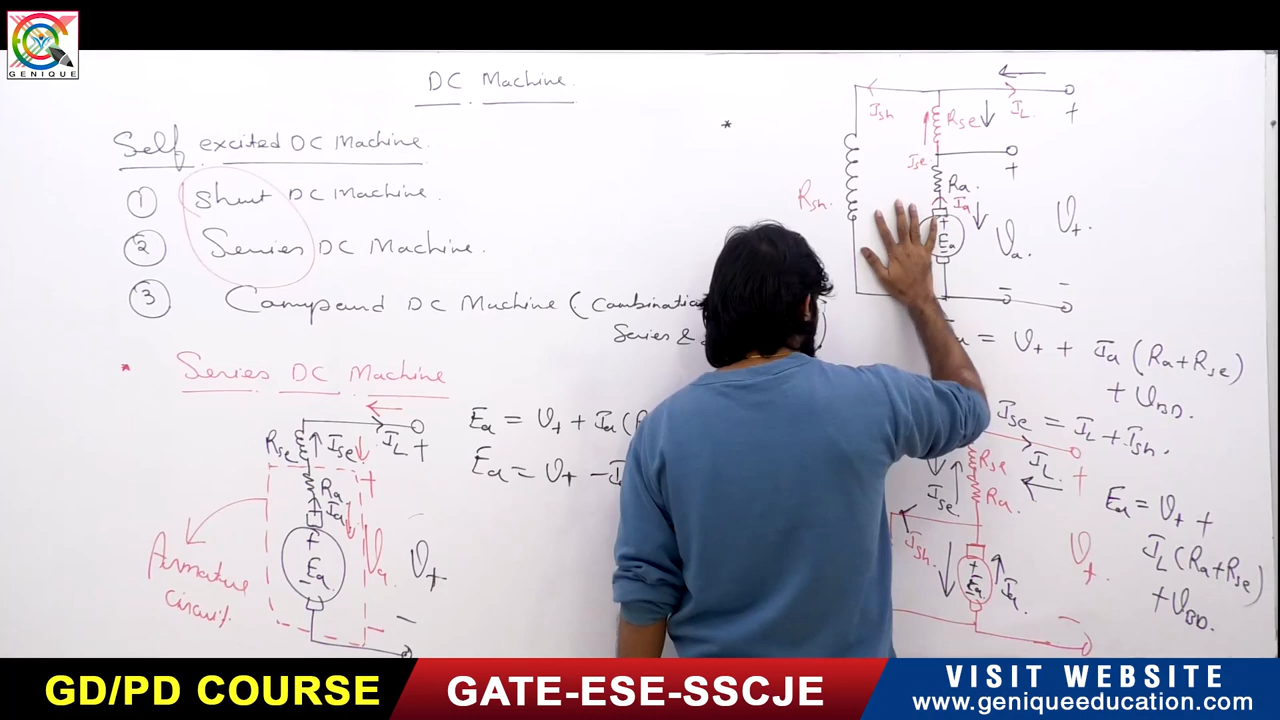 GENIQUE
DC Machine
Self excited DC Machine
1 Shunt DC Machine.
2 Series DC Machine.
3 Compound DC Machine (Combination
Series &
* Series DC Machine
Rse Ise IL +
Ra
Ia
+
Ea
Va
Vt
-
Armature
circuit.
Ea = Vt + Ia (
Ea = Vt - I
*
Ish Rse IL +
Ise
+
Rsh.
Ra.
Ia
+
Ea
Va.
Vt.
-
= Vt + Ia (Ra+Rse)
+ VBD.
Ise = IL + Ish.
Rse IL +
Ise
Ra.
Ish.
+
Ea
Ia
Vt.
-
Ea = Vt +
IL (Ra+Rse)
+ VBD.
GD/PD COURSE
GATE-ESE-SSCJE
VISIT WEBSITE
www.geniqueeducation.com